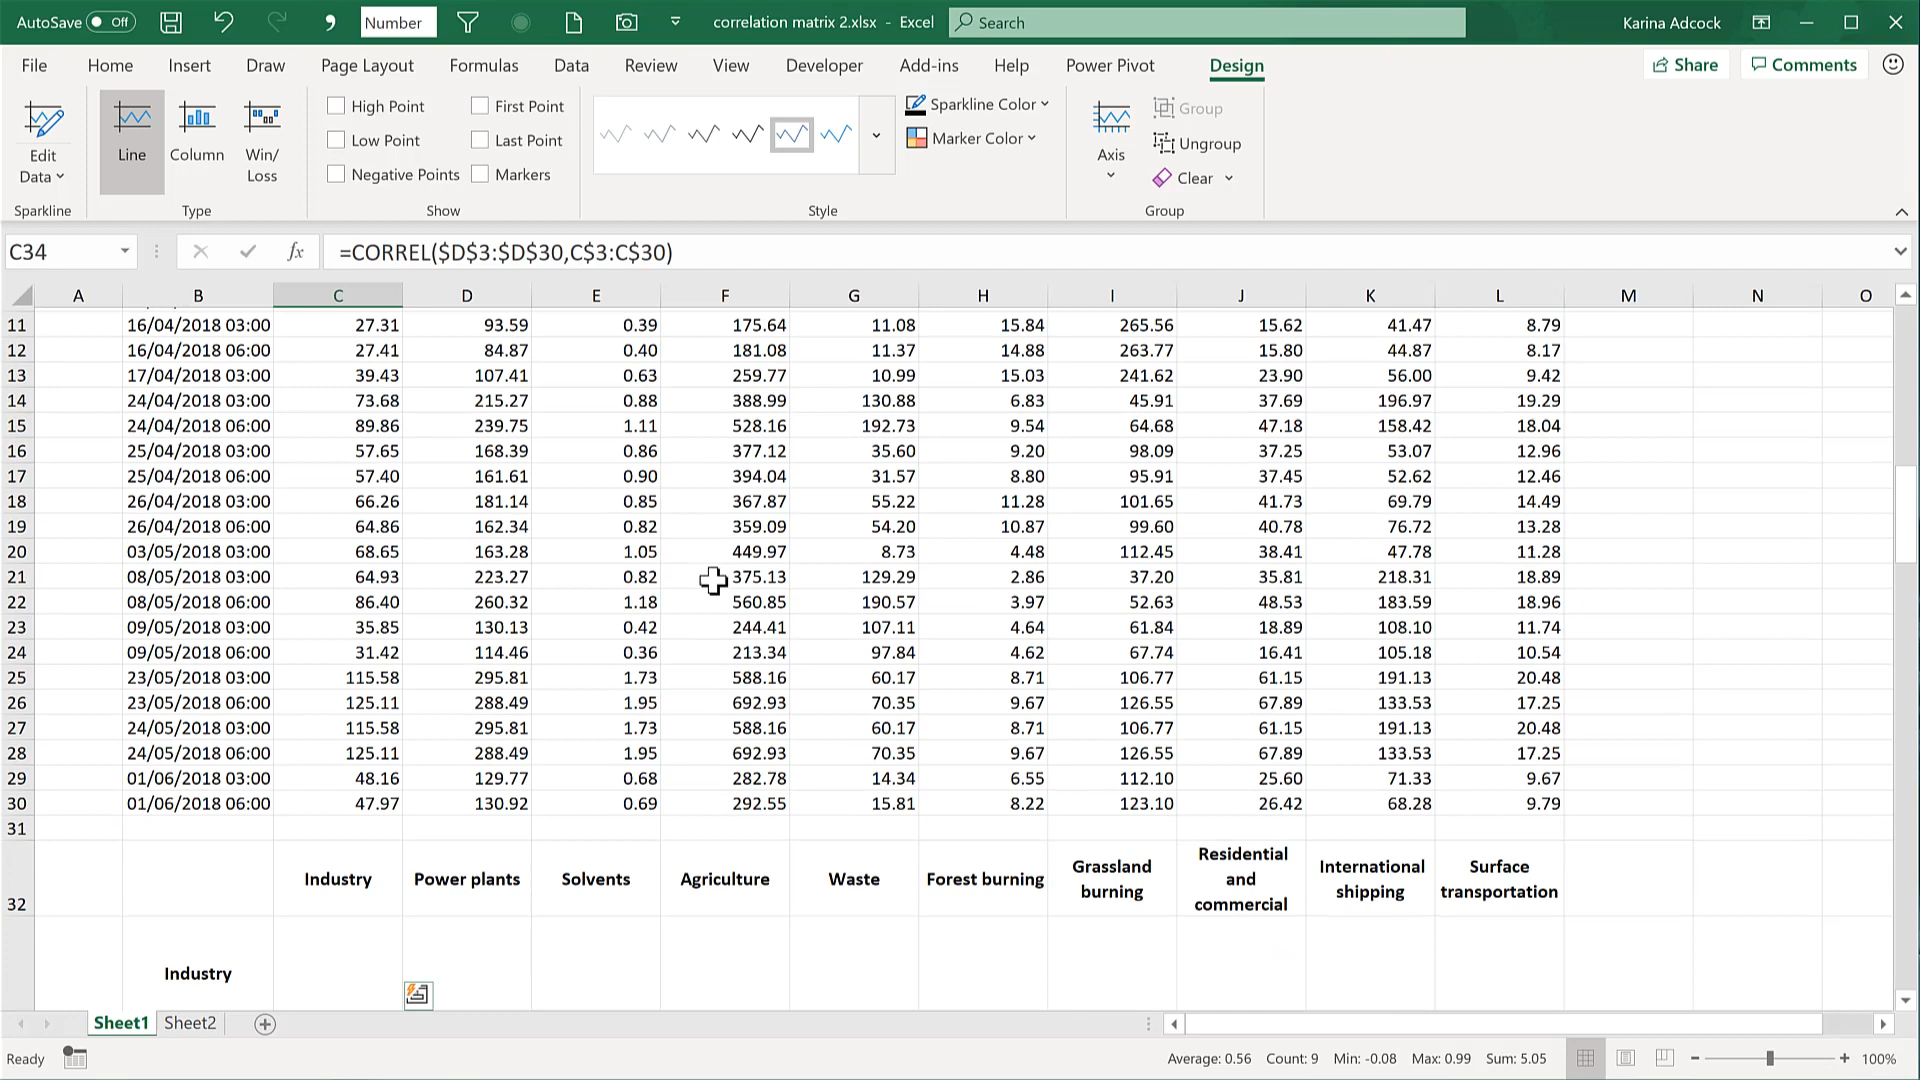 AutoSave Off Number correlation matrix 2.xlsx - Excel Search Karina Adcock
File Home Insert Draw Page Layout Formulas Data Review View Developer Add-ins Help Power Pivot Design Share Comments
Edit Data Line Column Win/ Loss
High Point First Point
Low Point Last Point
Negative Points Markers
Sparkline Color
Marker Color
Axis
Group
Ungroup
Clear
Sparkline Type Show Style Group
C34 fx =CORREL($D$3:$D$30,C$3:C$30)
A B C D E F G H I J K L M N O
11 16/04/2018 03:00 27.31 93.59 0.39 175.64 11.08 15.84 265.56 15.62 41.47 8.79
12 16/04/2018 06:00 27.41 84.87 0.40 181.08 11.37 14.88 263.77 15.80 44.87 8.17
13 17/04/2018 03:00 39.43 107.41 0.63 259.77 10.99 15.03 241.62 23.90 56.00 9.42
14 24/04/2018 03:00 73.68 215.27 0.88 388.99 130.88 6.83 45.91 37.69 196.97 19.29
15 24/04/2018 06:00 89.86 239.75 1.11 528.16 192.73 9.54 64.68 47.18 158.42 18.04
16 25/04/2018 03:00 57.65 168.39 0.86 377.12 35.60 9.20 98.09 37.25 53.07 12.96
17 25/04/2018 06:00 57.40 161.61 0.90 394.04 31.57 8.80 95.91 37.45 52.62 12.46
18 26/04/2018 03:00 66.26 181.14 0.85 367.87 55.22 11.28 101.65 41.73 69.79 14.49
19 26/04/2018 06:00 64.86 162.34 0.82 359.09 54.20 10.87 99.60 40.78 76.72 13.28
20 03/05/2018 03:00 68.65 163.28 1.05 449.97 8.73 4.48 112.45 38.41 47.78 11.28
21 08/05/2018 03:00 64.93 223.27 0.82 375.13 129.29 2.86 37.20 35.81 218.31 18.89
22 08/05/2018 06:00 86.40 260.32 1.18 560.85 190.57 3.97 52.63 48.53 183.59 18.96
23 09/05/2018 03:00 35.85 130.13 0.42 244.41 107.11 4.64 61.84 18.89 108.10 11.74
24 09/05/2018 06:00 31.42 114.46 0.36 213.34 97.84 4.62 67.74 16.41 105.18 10.54
25 23/05/2018 03:00 115.58 295.81 1.73 588.16 60.17 8.71 106.77 61.15 191.13 20.48
26 23/05/2018 06:00 125.11 288.49 1.95 692.93 70.35 9.67 126.55 67.89 133.53 17.25
27 24/05/2018 03:00 115.58 295.81 1.73 588.16 60.17 8.71 106.77 61.15 191.13 20.48
28 24/05/2018 06:00 125.11 288.49 1.95 692.93 70.35 9.67 126.55 67.89 133.53 17.25
29 01/06/2018 03:00 48.16 129.77 0.68 282.78 14.34 6.55 112.10 25.60 71.33 9.67
30 01/06/2018 06:00 47.97 130.92 0.69 292.55 15.81 8.22 123.10 26.42 68.28 9.79
31
32 Industry Power plants Solvents Agriculture Waste Forest burning Grassland burning Residential and commercial International shipping Surface transportation
Industry
Sheet1 Sheet2
Ready Average: 0.56 Count: 9 Min: -0.08 Max: 0.99 Sum: 5.05 100%